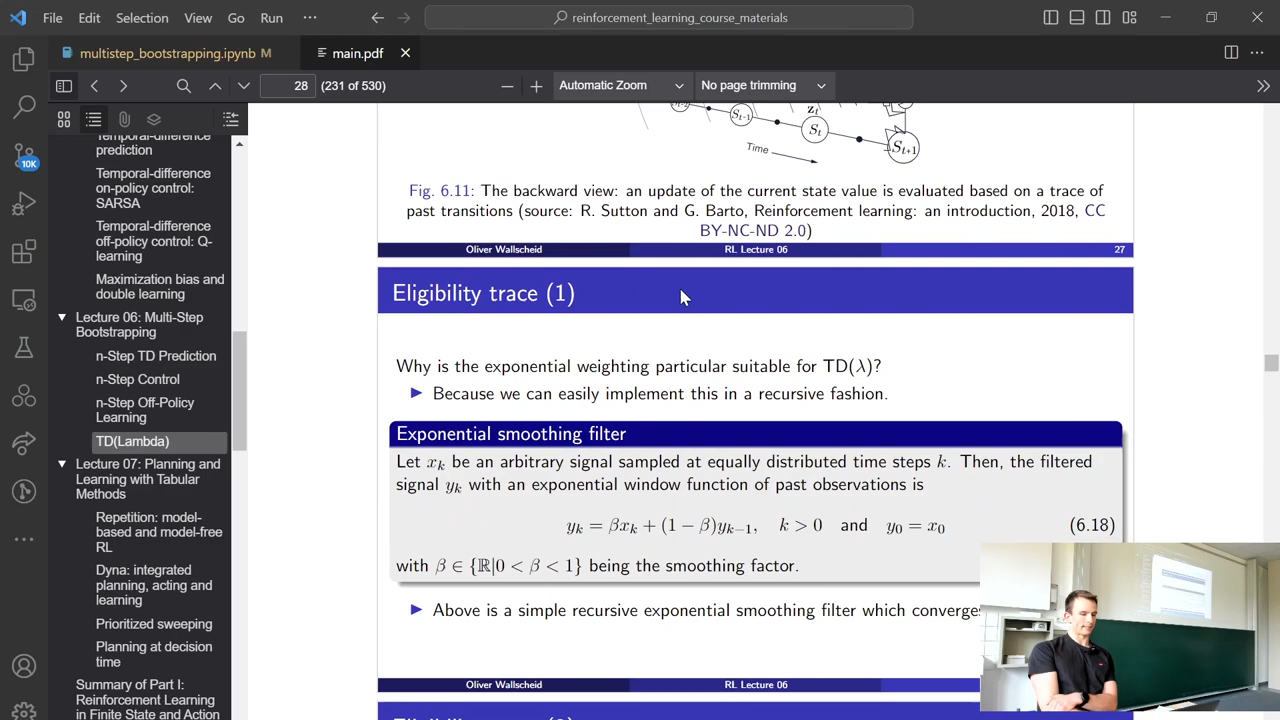 File Edit Selection View Go Run ··· reinforcement_learning_course_materials
multistep_bootstrapping.ipynb M main.pdf
28 (231 of 530) Automatic Zoom No page trimming
10K
Temporal-difference
prediction
Temporal-difference
on-policy control:
SARSA
Temporal-difference
off-policy control: Q-
learning
Maximization bias and
double learning
Lecture 06: Multi-Step
Bootstrapping
n-Step TD Prediction
n-Step Control
n-Step Off-Policy
Learning
TD(Lambda)
Lecture 07: Planning and
Learning with Tabular
Methods
Repetition: model-
based and model-free
RL
Dyna: integrated
planning, acting and
learning
Prioritized sweeping
Planning at decision
time
Summary of Part I:
Reinforcement Learning
in Finite State and Action
z_t
S_{t-1}
S_t
S_{t+1}
Time
Fig. 6.11: The backward view: an update of the current state value is evaluated based on a trace of
past transitions (source: R. Sutton and G. Barto, Reinforcement learning: an introduction, 2018, CC
BY-NC-ND 2.0)
Oliver Wallscheid RL Lecture 06 27
Eligibility trace (1)
Why is the exponential weighting particular suitable for TD(λ)?
Because we can easily implement this in a recursive fashion.
Exponential smoothing filter
Let x_k be an arbitrary signal sampled at equally distributed time steps k. Then, the filtered
signal y_k with an exponential window function of past observations is
y_k = βx_k + (1 − β)y_{k−1}, k > 0 and y_0 = x_0 (6.18)
with β ∈ {ℝ|0 < β < 1} being the smoothing factor.
Above is a simple recursive exponential smoothing filter which converges
Oliver Wallscheid RL Lecture 06